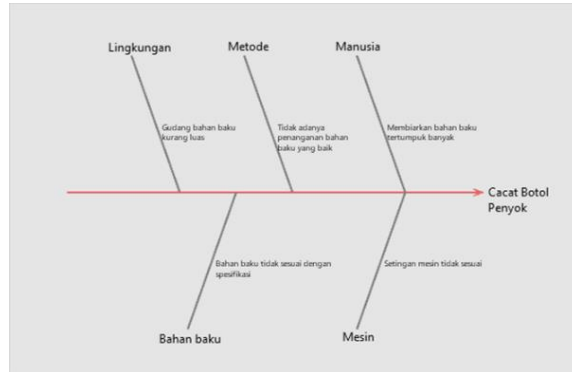 Lingkungan
Metode
Manusia
Gudang bahan baku
kurang luas
Tidak adanya
penanganan bahan
baku yang baik
Membiarkan bahan baku
tertumpuk banyak
Cacat Botol
Penyok
Bahan baku tidak sesuai dengan
spesifikasi
Setingan mesin tidak sesuai
Bahan baku
Mesin